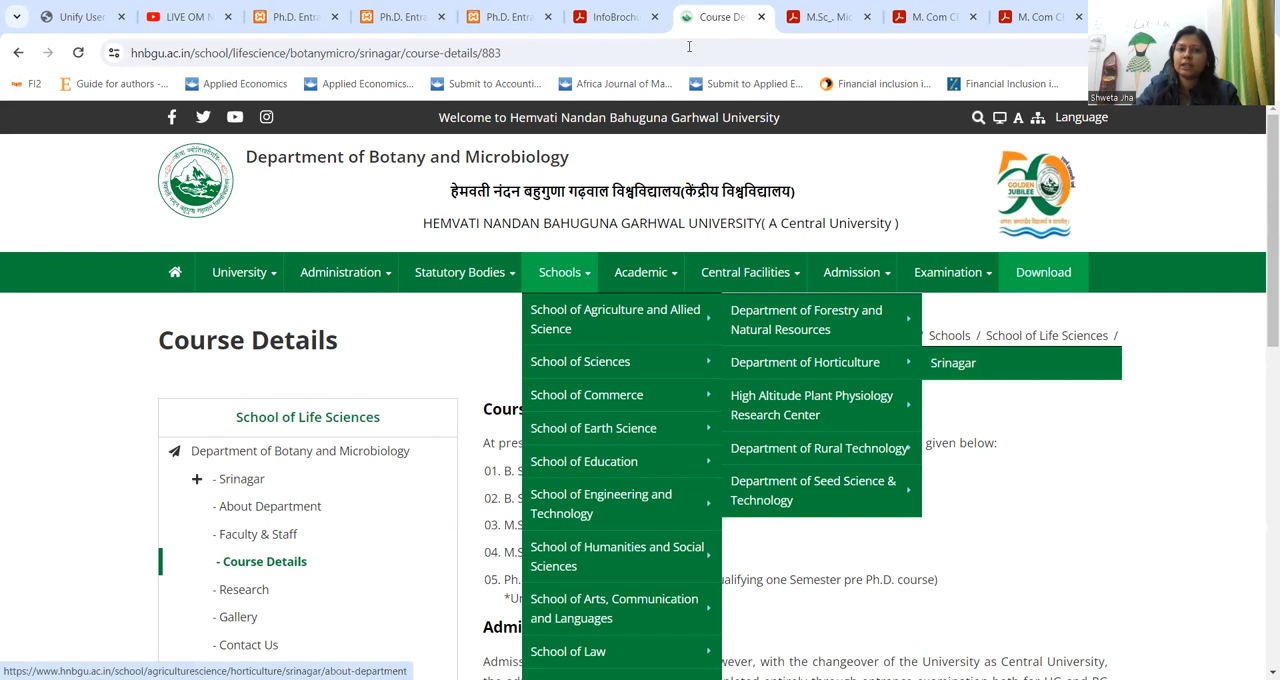 Unify User
LIVE OM N
Ph.D. Entra
Ph.D. Entra
Ph.D. Entra
InfoBrochu
Course De
M.Sc_. Mic
M. Com C
M. Com C
hnbgu.ac.in/school/lifescience/botanymicro/srinagar/course-details/883
FI2
Guide for authors -...
Applied Economics
Applied Economics...
Submit to Accounti...
Africa Journal of Ma...
Submit to Applied E...
Financial inclusion i...
Financial Inclusion i...
Shweta Jha
Welcome to Hemvati Nandan Bahuguna Garhwal University
A
Language
Department of Botany and Microbiology
हेमवती नंदन बहुगुणा गढ़वाल विश्वविद्यालय(केंद्रीय विश्वविद्यालय)
HEMVATI NANDAN BAHUGUNA GARHWAL UNIVERSITY( A Central University )
50
GOLDEN
JUBILEE
University
Administration
Statutory Bodies
Schools
Academic
Central Facilities
Admission
Examination
Download
School of Agriculture and Allied
Science
School of Sciences
School of Commerce
School of Earth Science
School of Education
School of Engineering and
Technology
School of Humanities and Social
Sciences
School of Arts, Communication
and Languages
School of Law
Department of Forestry and
Natural Resources
Department of Horticulture
High Altitude Plant Physiology
Research Center
Department of Rural Technology
Department of Seed Science &
Technology
Srinagar
Course Details
/ Schools / School of Life Sciences /
School of Life Sciences
Department of Botany and Microbiology
- Srinagar
- About Department
- Faculty & Staff
- Course Details
- Research
- Gallery
- Contact Us
Cours
At pres given below:
01. B. S
02. B. S
03. M.S
04. M.S
05. Ph. ualifying one Semester pre Ph.D. course)
*Un
Admi
Admiss wever, with the changeover of the University as Central University,
https://www.hnbgu.ac.in/school/agriculturescience/horticulture/srinagar/about-department